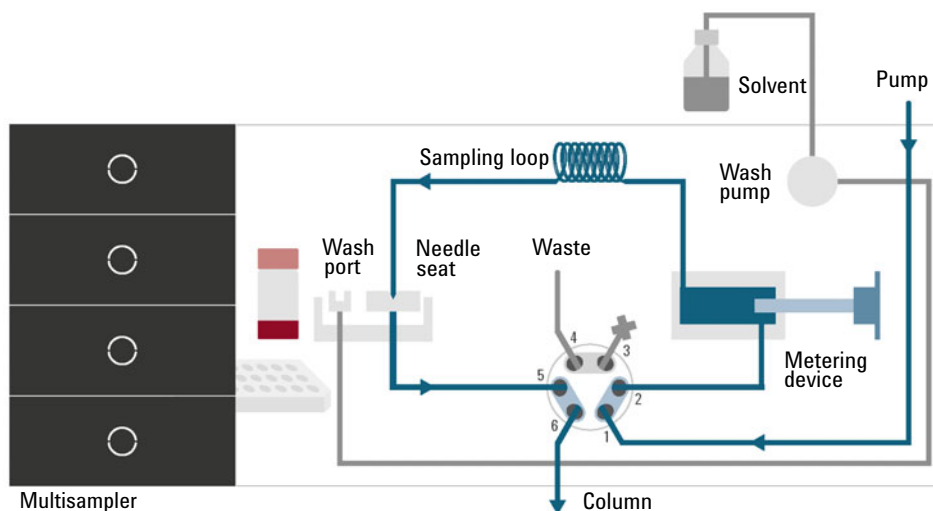 Solvent
Pump
Sampling loop
Wash
pump
Wash
port
Needle
seat
Waste
4
3
5
2
6
1
Metering
device
Multisampler
Column